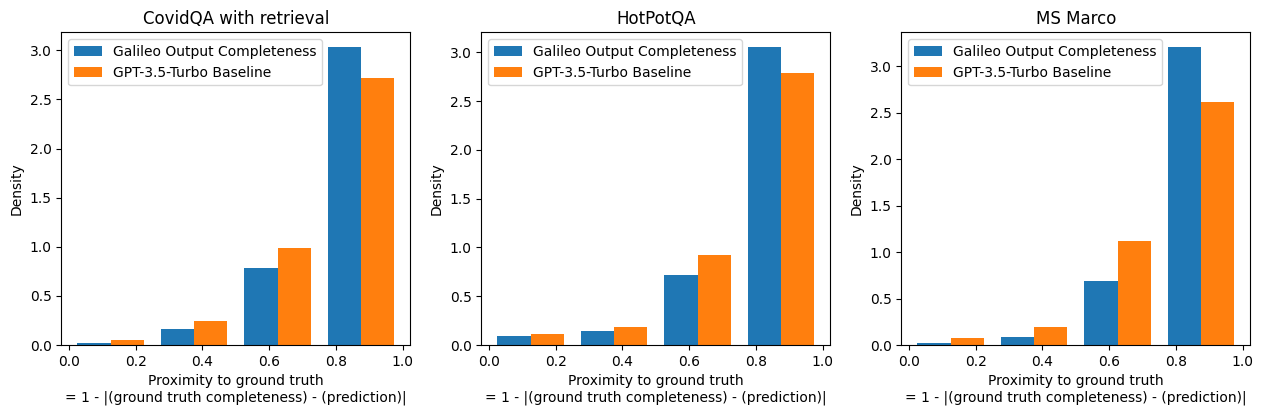 CovidQA with retrieval
Galileo Output Completeness
GPT-3.5-Turbo Baseline
Density
3.0
2.5
2.0
1.5
1.0
0.5
0.0
0.0 0.2 0.4 0.6 0.8 1.0
Proximity to ground truth
= 1 - |(ground truth completeness) - (prediction)|
HotPotQA
Galileo Output Completeness
GPT-3.5-Turbo Baseline
Density
3.0
2.5
2.0
1.5
1.0
0.5
0.0
0.0 0.2 0.4 0.6 0.8 1.0
Proximity to ground truth
= 1 - |(ground truth completeness) - (prediction)|
MS Marco
Galileo Output Completeness
GPT-3.5-Turbo Baseline
Density
3.0
2.5
2.0
1.5
1.0
0.5
0.0
0.0 0.2 0.4 0.6 0.8 1.0
Proximity to ground truth
= 1 - |(ground truth completeness) - (prediction)|